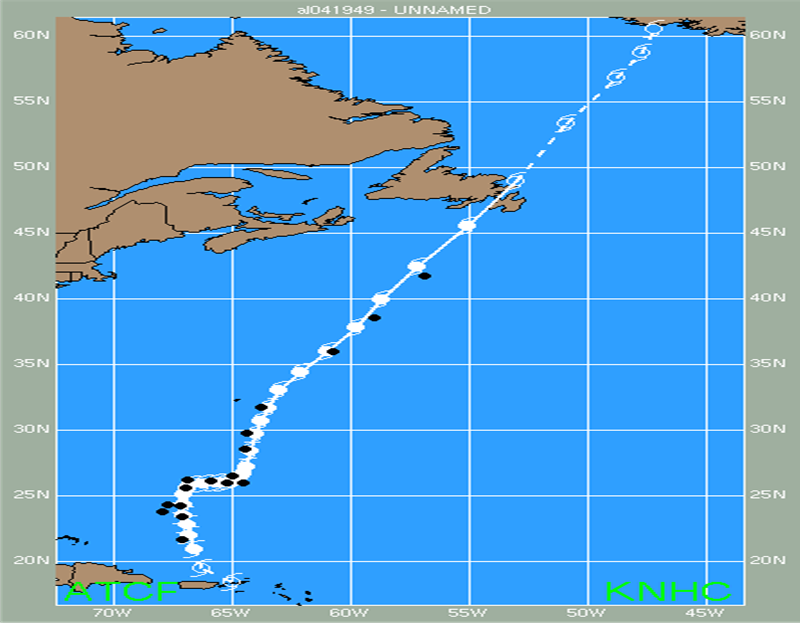 al041949 - UNNAMED
60N 60N
55N 55N
50N 50N
45N 45N
40N 40N
35N 35N
30N 30N
25N 25N
20N 20N
ATCF KNHC
70W 65W 60W 55W 50W 45W